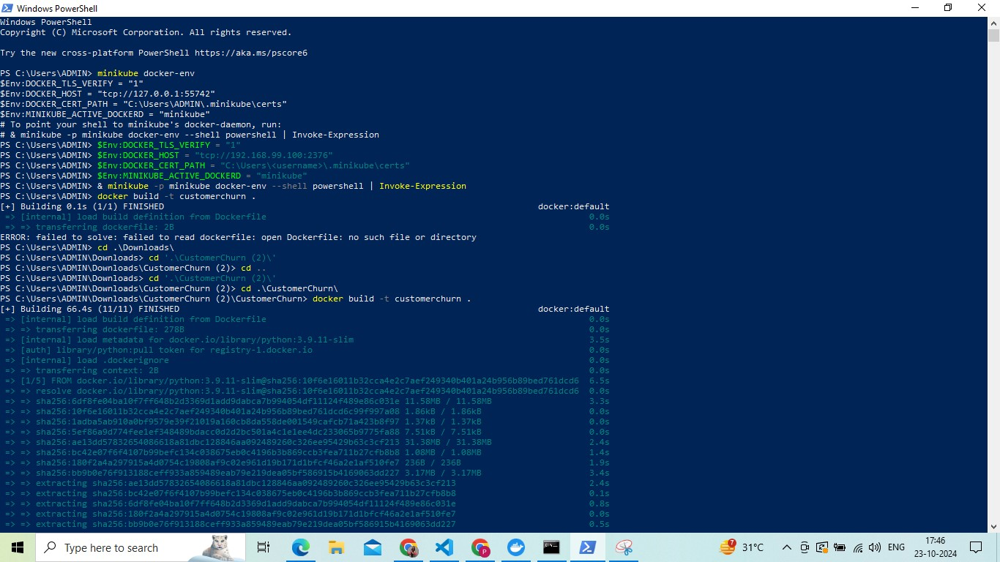 Windows PowerShell
Windows PowerShell
Copyright (C) Microsoft Corporation. All rights reserved.
Try the new cross-platform PowerShell https://aka.ms/pscore6
PS C:\Users\ADMIN> minikube docker-env
$Env:DOCKER_TLS_VERIFY = "1"
$Env:DOCKER_HOST = "tcp://127.0.0.1:55742"
$Env:DOCKER_CERT_PATH = "C:\Users\ADMIN\.minikube\certs"
$Env:MINIKUBE_ACTIVE_DOCKERD = "minikube"
# To point your shell to minikube's docker-daemon, run:
# & minikube -p minikube docker-env --shell powershell | Invoke-Expression
PS C:\Users\ADMIN> $Env:DOCKER_TLS_VERIFY = "1"
PS C:\Users\ADMIN> $Env:DOCKER_HOST = "tcp://192.168.99.100:2376"
PS C:\Users\ADMIN> $Env:DOCKER_CERT_PATH = "C:\Users\<username>\.minikube\certs"
PS C:\Users\ADMIN> $Env:MINIKUBE_ACTIVE_DOCKERD = "minikube"
PS C:\Users\ADMIN> & minikube -p minikube docker-env --shell powershell | Invoke-Expression
PS C:\Users\ADMIN> docker build -t customerchurn .
[+] Building 0.1s (1/1) FINISHED docker:default
=> [internal] load build definition from Dockerfile 0.0s
=> => transferring dockerfile: 2B 0.0s
ERROR: failed to solve: failed to read dockerfile: open Dockerfile: no such file or directory
PS C:\Users\ADMIN> cd .\Downloads\
PS C:\Users\ADMIN\Downloads> cd '.\CustomerChurn (2)\'
PS C:\Users\ADMIN\Downloads\CustomerChurn (2)> cd ..
PS C:\Users\ADMIN\Downloads> cd '.\CustomerChurn (2)\'
PS C:\Users\ADMIN\Downloads\CustomerChurn (2)> cd .\CustomerChurn\
PS C:\Users\ADMIN\Downloads\CustomerChurn (2)\CustomerChurn> docker build -t customerchurn .
[+] Building 66.4s (11/11) FINISHED docker:default
=> [internal] load build definition from Dockerfile 0.0s
=> => transferring dockerfile: 278B 0.0s
=> [internal] load metadata for docker.io/library/python:3.9.11-slim 3.5s
=> [auth] library/python:pull token for registry-1.docker.io 0.0s
=> [internal] load .dockerignore 0.0s
=> => transferring context: 2B 0.0s
=> [1/5] FROM docker.io/library/python:3.9.11-slim@sha256:10f6e16011b32cca4e2c7aef249340b401a24b956b89bed761dcd6 6.5s
=> => resolve docker.io/library/python:3.9.11-slim@sha256:10f6e16011b32cca4e2c7aef249340b401a24b956b89bed761dcd6 0.0s
=> => sha256:6df8fe04ba10f7ff648b2d3369d1add9dabca7b994054df11124f489e86c031e 11.58MB / 11.58MB 3.3s
=> => sha256:10f6e16011b32cca4e2c7aef249340b401a24b956b89bed761dcd6c99f997a08 1.86kB / 1.86kB 0.0s
=> => sha256:1adba5ab910a0bf9579e39f21019a160cb8da558de001549cafcb71a423b8f97 1.37kB / 1.37kB 0.0s
=> => sha256:5ef86a9d774fee1ef348489bdacc0d2d2bc501a4c1e1ee4dc233065b9775fa88 7.51kB / 7.51kB 0.0s
=> => sha256:ae13dd57832654086618a81dbc128846aa092489260c326ee95429b63c3cf213 31.38MB / 31.38MB 2.4s
=> => sha256:bc42e07f6f4107b99befc134c038675eb0c4196b3b869ccb3fea711b27cfb8b8 1.08MB / 1.08MB 1.4s
=> => sha256:180f2a4a297915a4d0754c19808af9c02e961d19b171d1bfcf46a2e1af510fe7 236B / 236B 1.9s
=> => sha256:bb9b0e76f913188ceff933a859489eab79e219dea05bf586915b4169063dd227 3.17MB / 3.17MB 3.4s
=> => extracting sha256:ae13dd57832654086618a81dbc128846aa092489260c326ee95429b63c3cf213 2.4s
=> => extracting sha256:bc42e07f6f4107b99befc134c038675eb0c4196b3b869ccb3fea711b27cfb8b8 0.1s
=> => extracting sha256:6df8fe04ba10f7ff648b2d3369d1add9dabca7b994054df11124f489e86c031e 0.8s
=> => extracting sha256:180f2a4a297915a4d0754c19808af9c02e961d19b171d1bfcf46a2e1af510fe7 0.0s
=> => extracting sha256:bb9b0e76f913188ceff933a859489eab79e219dea05bf586915b4169063dd227 0.5s
Type here to search
P
7
31°C
ENG
17:46
23-10-2024